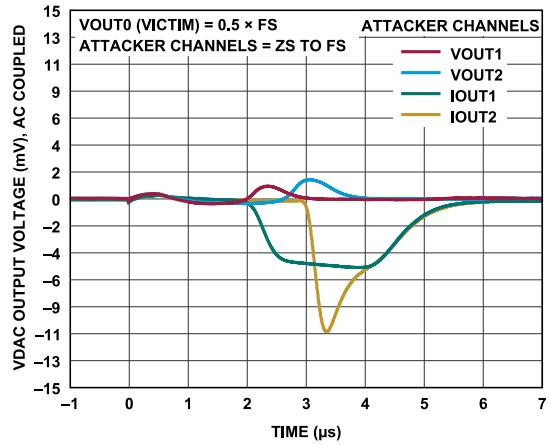 VOUT0 (VICTIM) = 0.5 × FS
ATTACKER CHANNELS = ZS TO FS
ATTACKER CHANNELS
VOUT1
VOUT2
IOUT1
IOUT2
VDAC OUTPUT VOLTAGE (mV), AC COUPLED
15
13
11
9
6
4
2
0
–2
–4
–6
–9
–11
–13
–15
–1
0
1
2
3
4
5
6
7
TIME (µs)